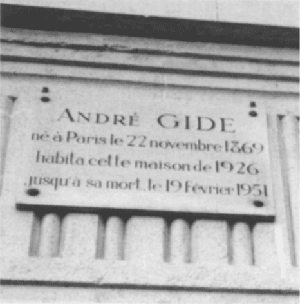 ANDRÉ GIDE
né à Paris le 22 novembre 1869
habita cette maison de 1926
jusqu'à sa mort, le 19 février 1951